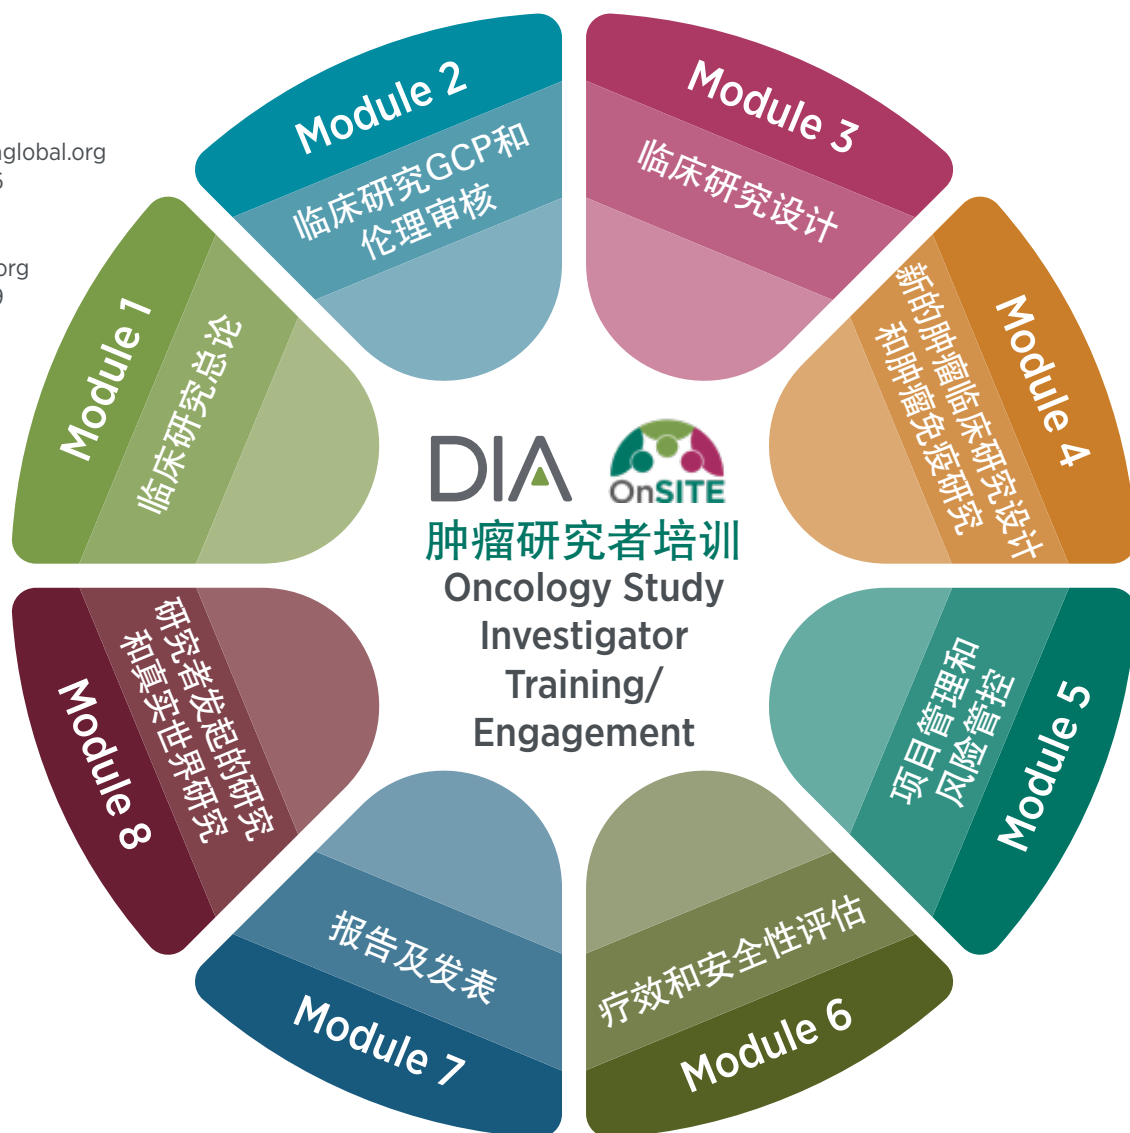 aglobal.org
.org
Module 1
临床研究总论
Module 2
临床研究GCP和
伦理审核
Module 3
临床研究设计
Module 4
新的肿瘤临床研究设计
和肿瘤免疫研究
Module 5
项目管理和
风险管控
Module 6
疗效和安全性评估
Module 7
报告及发表
Module 8
研究者发起的研究
和真实世界研究
DIA
OnSITE
肿瘤研究者培训
Oncology Study
Investigator
Training/
Engagement